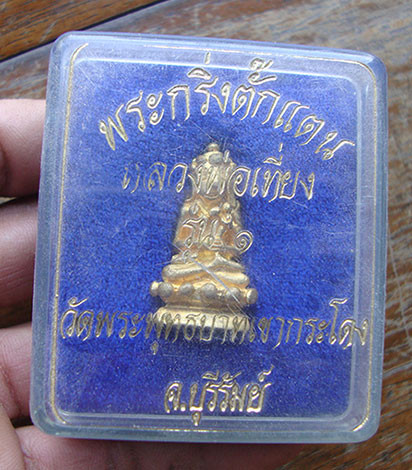 พระกริ่งตั๊กแตน
หลวงพ่อเที่ยง
รุ่น ๑
วัดพระพุทธบาทเขากระโดง
จ.บุรีรัมย์